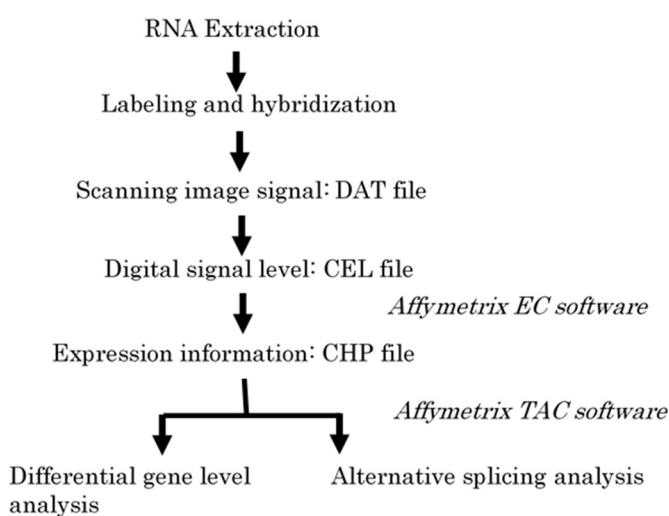 RNA Extraction
Labeling and hybridization
Scanning image signal: DAT file
Digital signal level: CEL file
Affymetrix EC software
Expression information: CHP file
Affymetrix TAC software
Differential gene level
analysis
Alternative splicing analysis